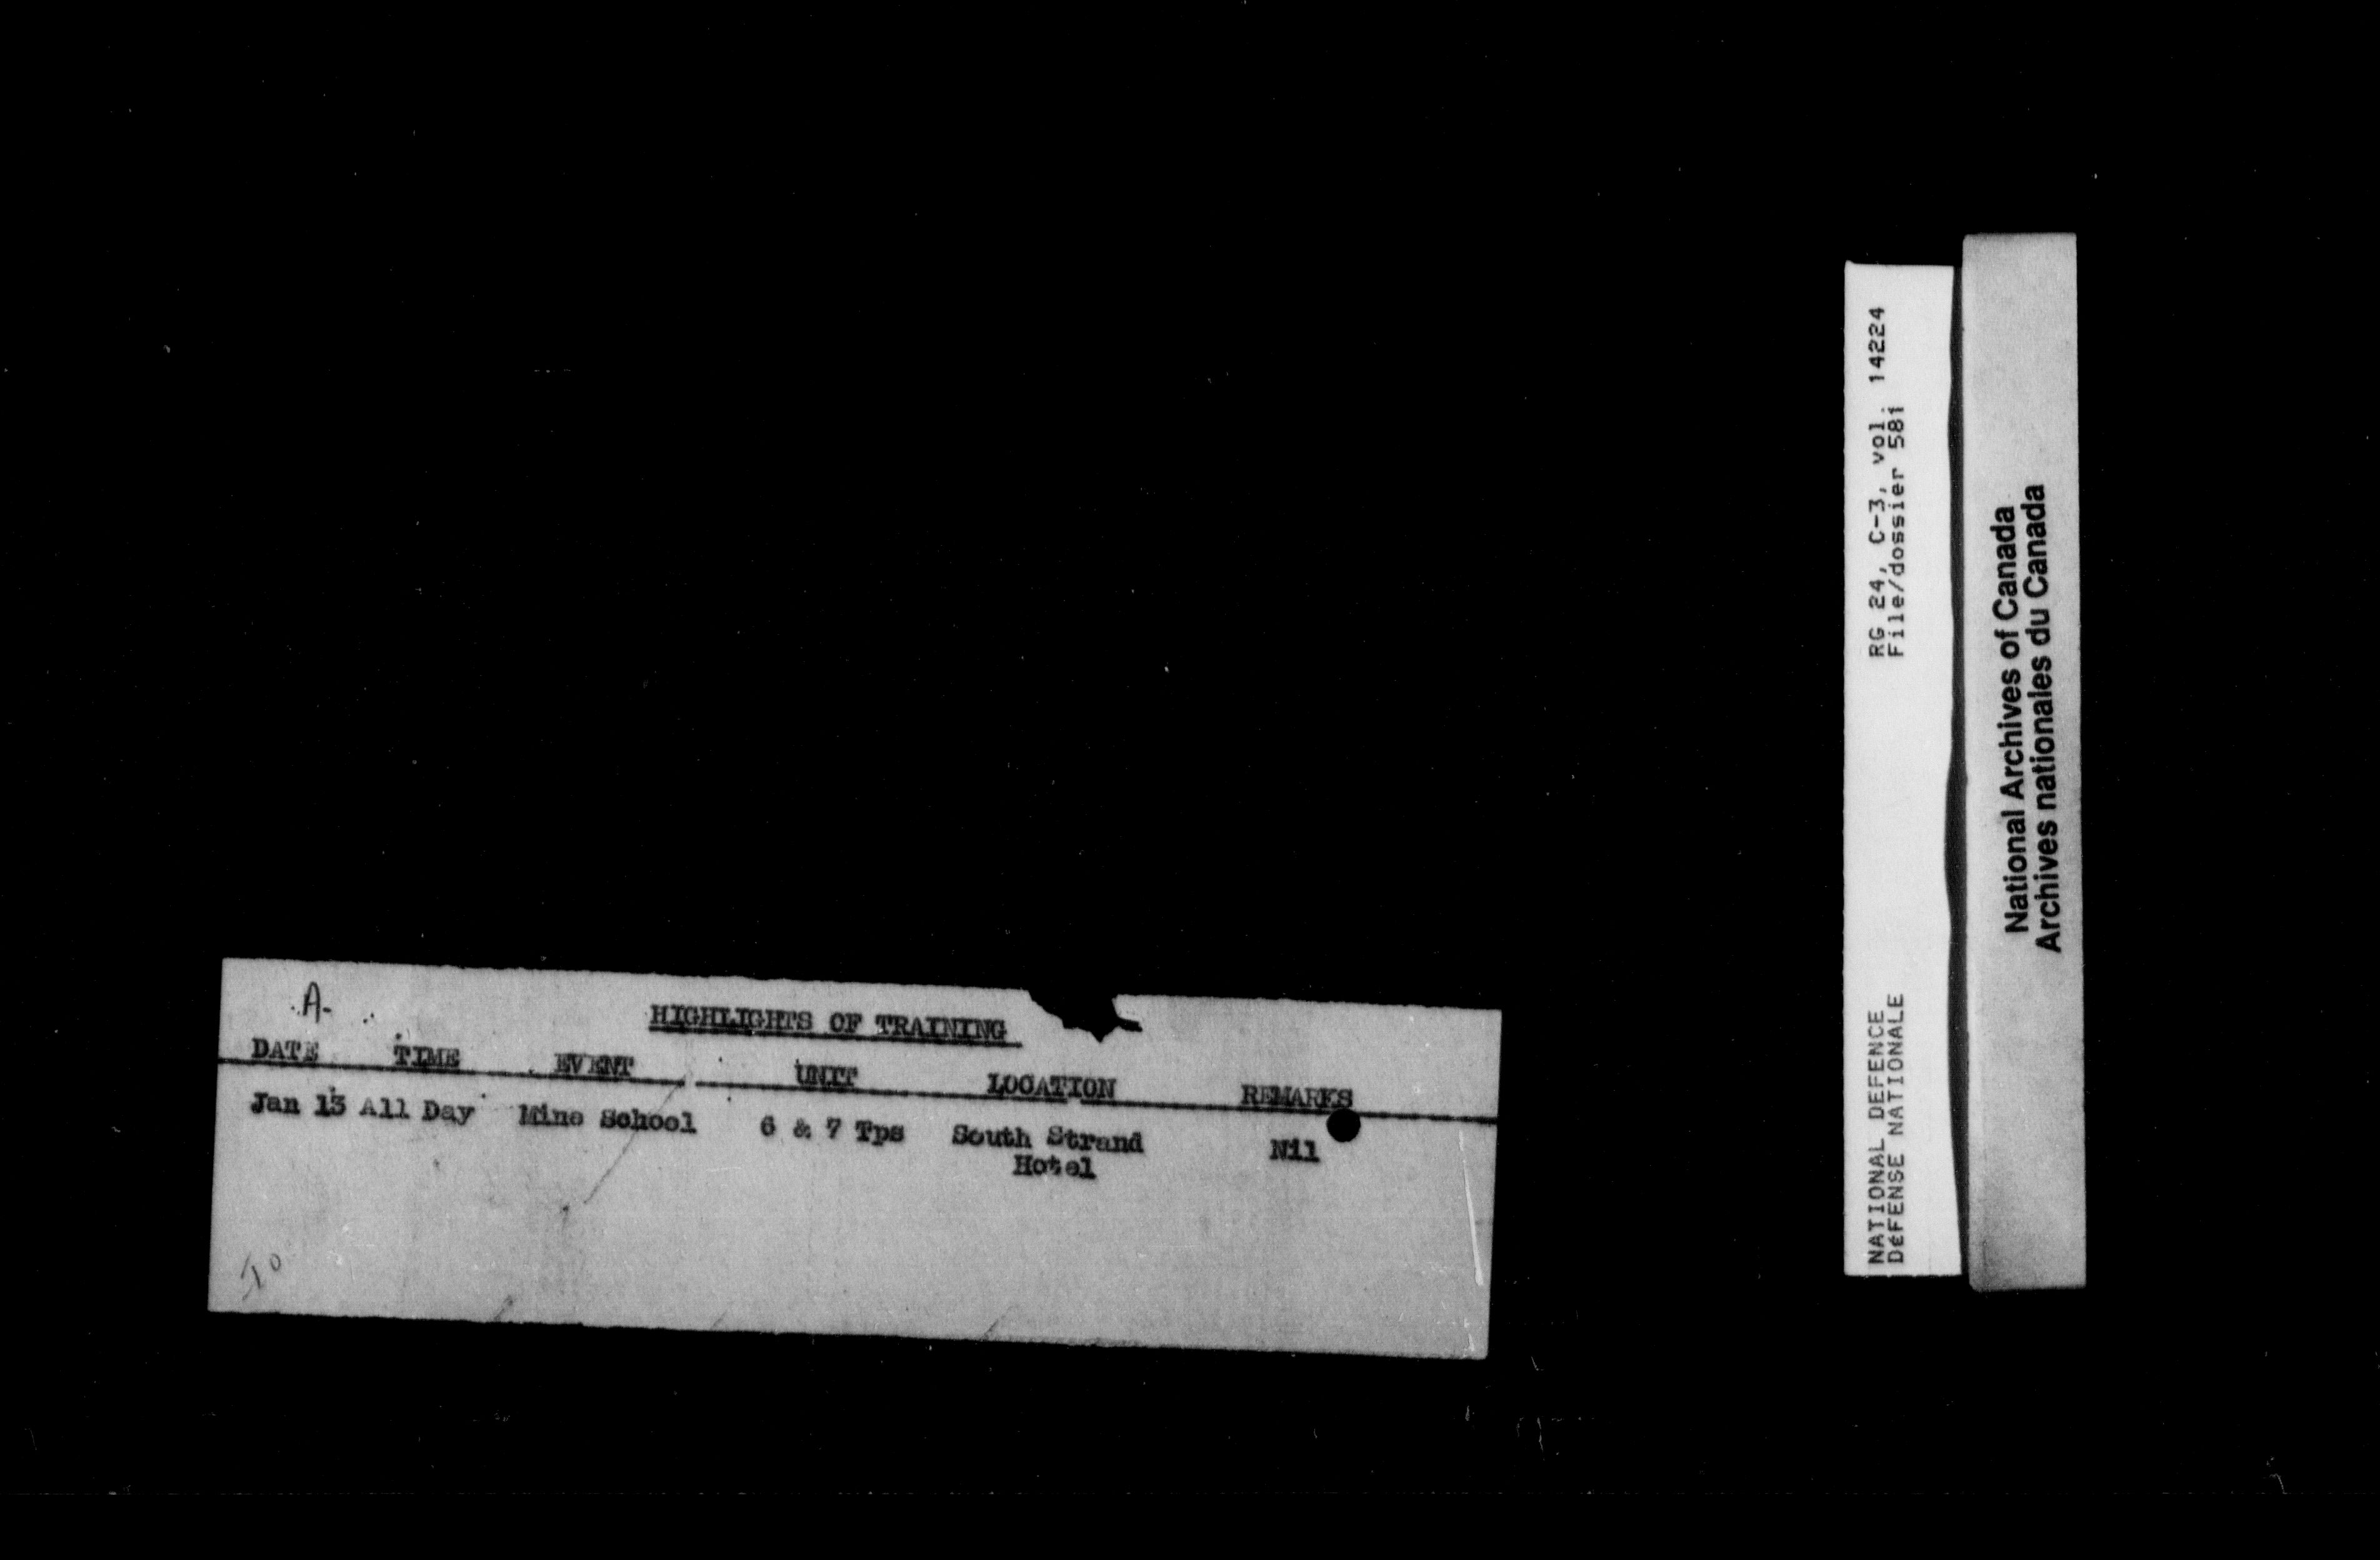 A-
HIGHLIGHTS OF TRAINING
DATE TIME EVENT UNIT LOCATION REMARKS
Jan 13 All Day Mine School 6 & 7 Tps South Strand Nil
Hotel
NATIONAL DEFENCE RG 24, C-3, vol. 14224
DéFENSE NATIONALE File/dossier 581
National Archives of Canada
Archives nationales du Canada